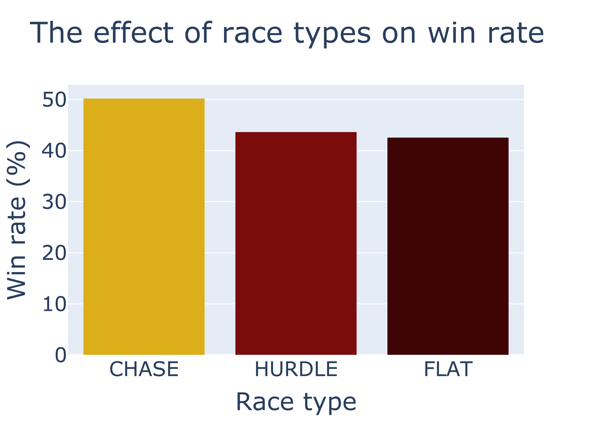 The effect of race types on win rate
Win rate (%)
50
40
30
20
10
0
CHASE HURDLE FLAT
Race type